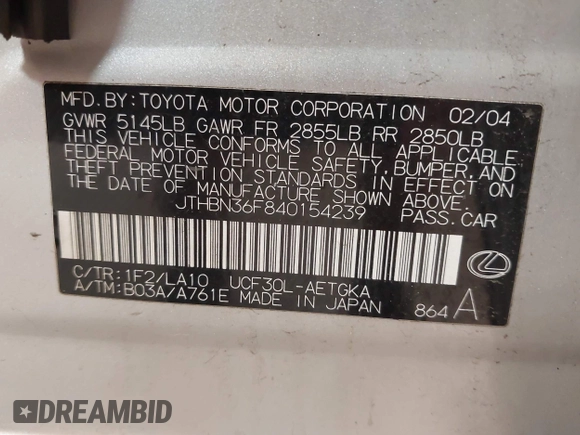 MFD.BY:TOYOTA MOTOR CORPORATION 02/04
GVWR 5145LB GAWR FR 2855LB RR 2850LB
THIS VEHICLE CONFORMS TO ALL APPLICABLE
FEDERAL MOTOR VEHICLE SAFETY,BUMPER,AND
THEFT PREVENTION STANDARDS IN EFFECT ON
THE DATE OF MANUFACTURE SHOWN ABOVE.
JTHBN36F840154239 PASS.CAR
C/TR:1F2/LA10 UCF30L-AETGKA
A/TM:B03A/A761E MADE IN JAPAN 864 A
DREAMBID